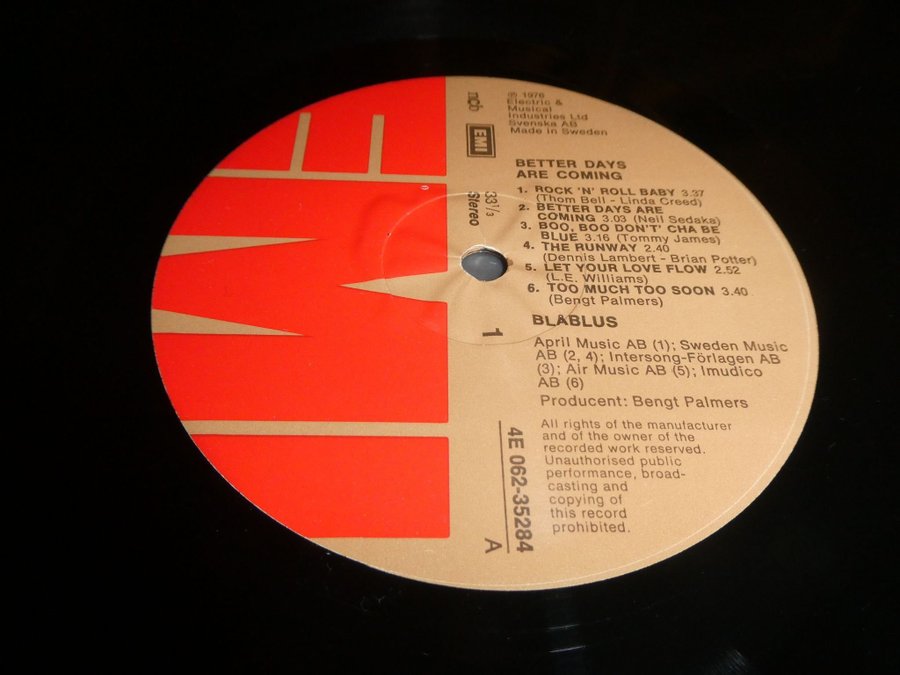 EMI
ncb
EMI
33⅓
Stereo
1
℗ 1976
Electric &
Musical
Industries Ltd
Svenska AB
Made in Sweden
BETTER DAYS
ARE COMING
1. ROCK 'N' ROLL BABY 3.37
(Thom Bell - Linda Creed)
2. BETTER DAYS ARE
COMING 3.03 (Neil Sedaka)
3. BOO, BOO DON'T' CHA BE
BLUE 3.16 (Tommy James)
4. THE RUNWAY 2.40
(Dennis Lambert - Brian Potter)
5. LET YOUR LOVE FLOW 2.52
(L.E. Williams)
6. TOO MUCH TOO SOON 3.40
(Bengt Palmers)
BLÅBLUS
April Music AB (1); Sweden Music
AB (2, 4); Intersong-Förlagen AB
(3); Air Music AB (5); Imudico
AB (6)
Producent: Bengt Palmers
All rights of the manufacturer
and of the owner of the
recorded work reserved.
Unauthorised public
performance, broad-
casting and
copying of
this record
prohibited.
4E 062-35284
A